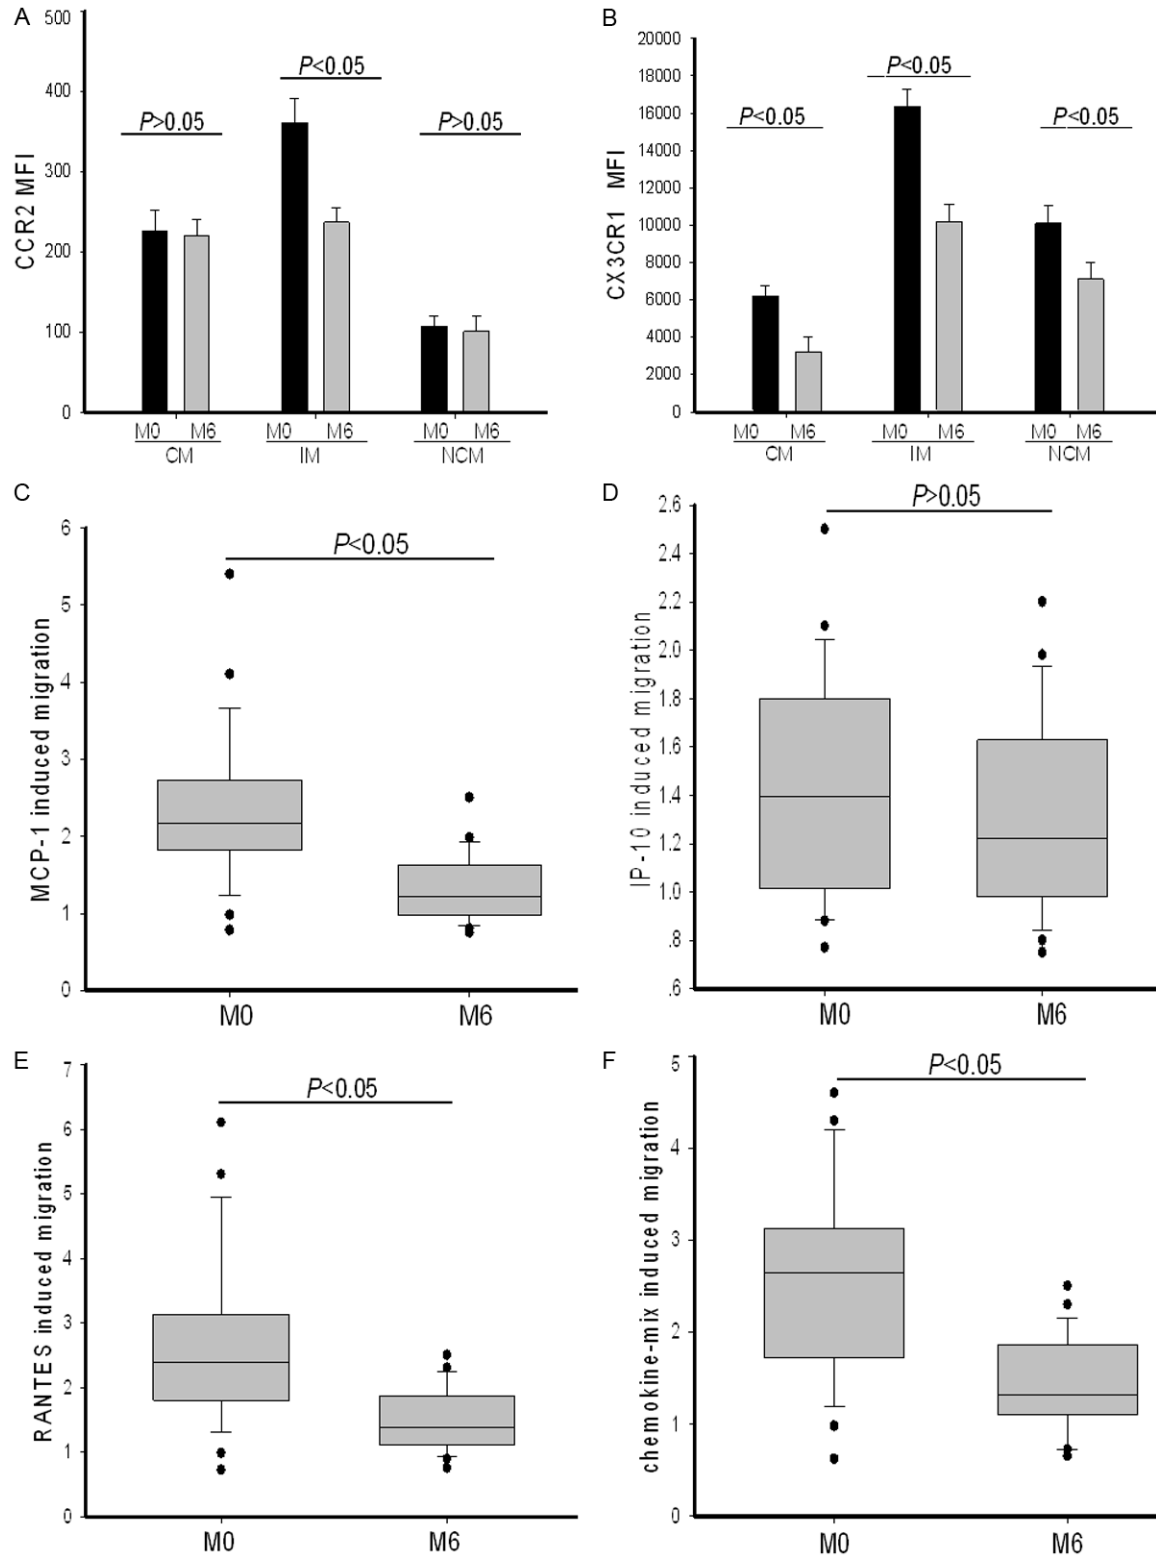 A
500
400
300
200
100
0
CCR2 MFI
P>0.05
P<0.05
P>0.05
M0 M6 M0 M6 M0 M6
CM IM NCM
B
20000
18000
16000
14000
12000
10000
8000
6000
4000
2000
0
CX3CR1 MFI
P<0.05
P<0.05
P<0.05
M0 M6 M0 M6 M0 M6
CM IM NCM
C
6
5
4
3
2
1
0
MCP-1 induced migration
P<0.05
M0 M6
D
2.6
2.4
2.2
2.0
1.8
1.6
1.4
1.2
1.0
.8
.6
IP-10 induced migration
P>0.05
M0 M6
E
7
6
5
4
3
2
1
0
RANTES induced migration
P<0.05
M0 M6
F
5
4
3
2
1
0
chemokine-mix induced migration
P<0.05
M0 M6